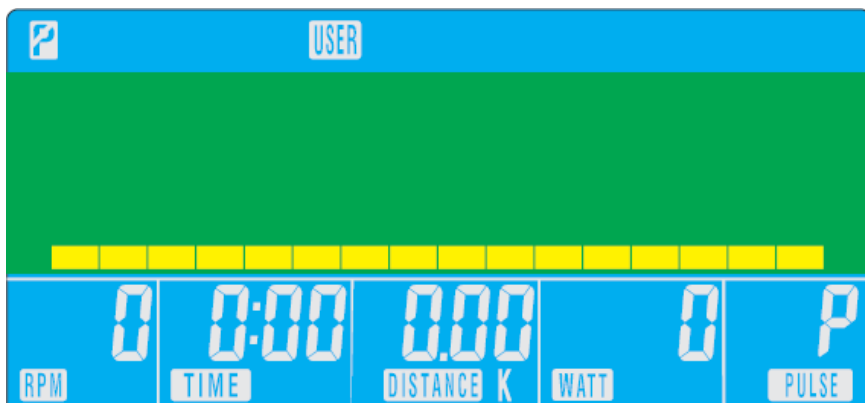 P USER
0 0:00 0.00 0 P
RPM TIME DISTANCE K WATT PULSE